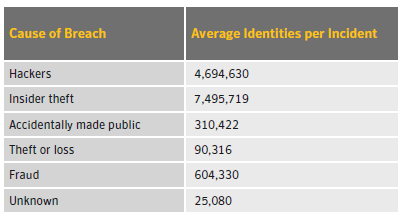 Cause of Breach Average Identities per Incident
Hackers 4,694,630
Insider theft 7,495,719
Accidentally made public 310,422
Theft or loss 90,316
Fraud 604,330
Unknown 25,080